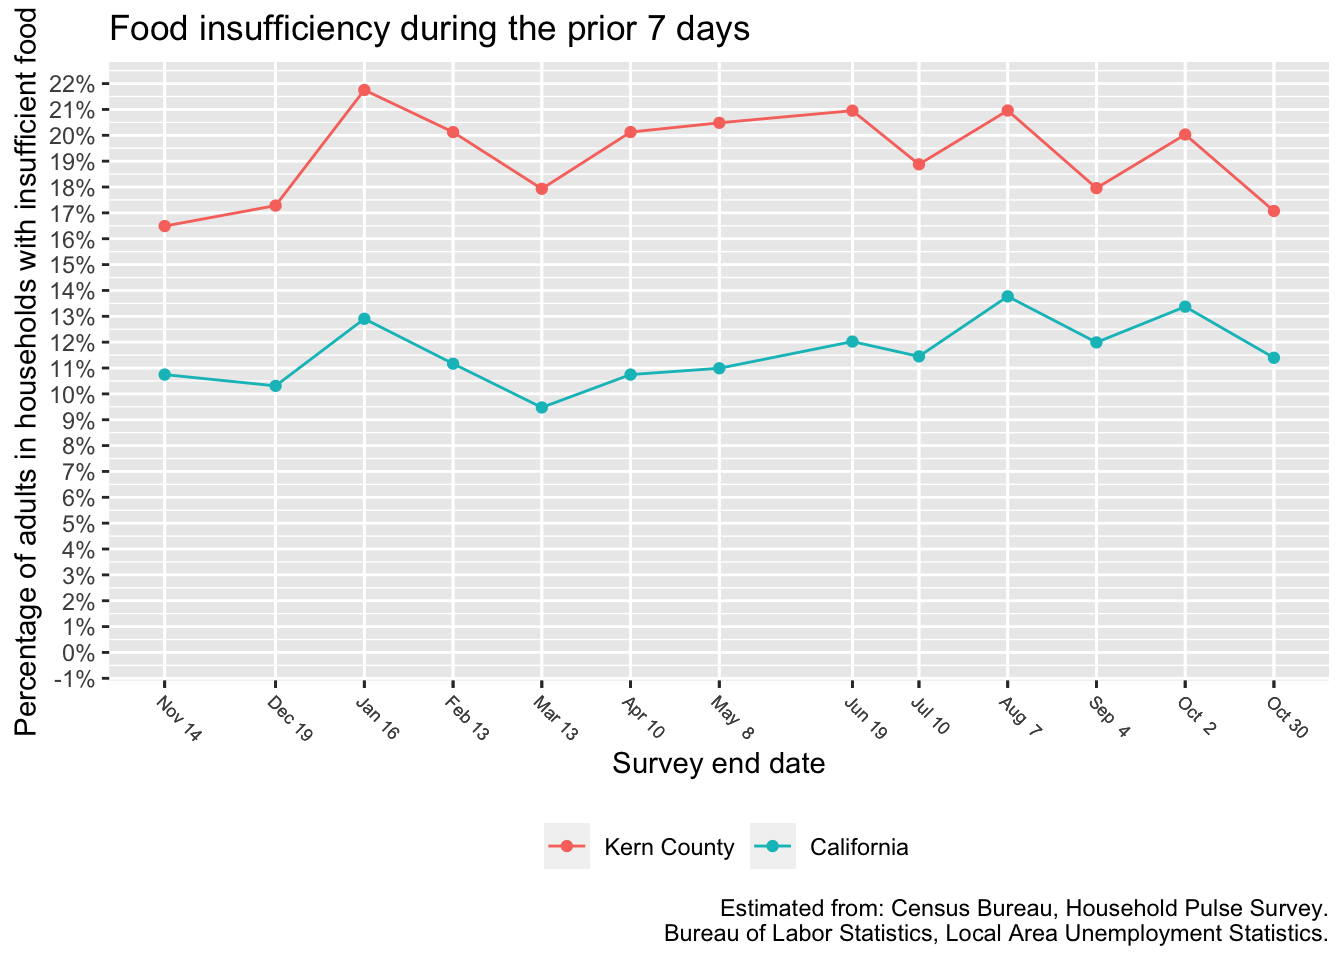 Food insufficiency during the prior 7 days
Percentage of adults in households with insufficient food
22%
21%
20%
19%
18%
17%
16%
15%
14%
13%
12%
11%
10%
9%
8%
7%
6%
5%
4%
3%
2%
1%
0%
-1%
Nov 14
Dec 19
Jan 16
Feb 13
Mar 13
Apr 10
May 8
Jun 19
Jul 10
Aug 7
Sep 4
Oct 2
Oct 30
Survey end date
Kern County
California
Estimated from: Census Bureau, Household Pulse Survey.
Bureau of Labor Statistics, Local Area Unemployment Statistics.